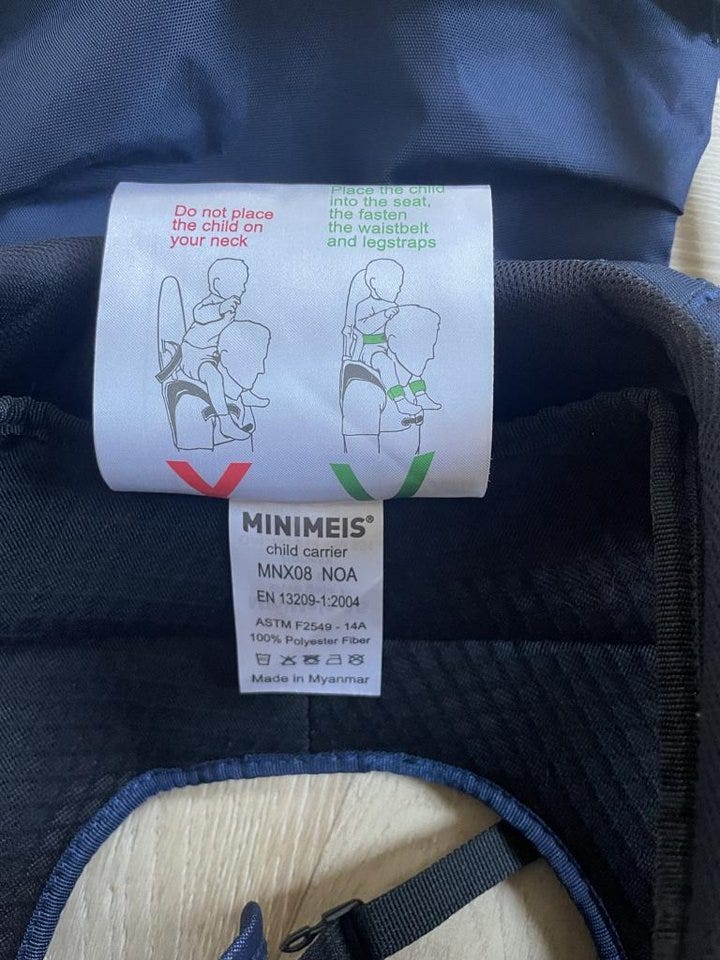 Do not place
the child on
your neck
Place the child
into the seat,
the fasten
the waistbelt
and legstraps
MINIMEIS®
child carrier
MNX08 NOA
EN 13209-1:2004
ASTM F2549 - 14A
100% Polyester Fiber
Made in Myanmar